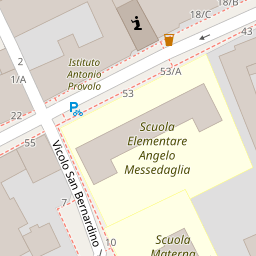 18/B
18/C
43
2
1/A
Istituto
Antonio
Provolo
53/A
53
22
P
55
Scuola
Elementare
Angelo
Messedaglia
Vicolo San Bernardino
7
10
Scuola
Materna